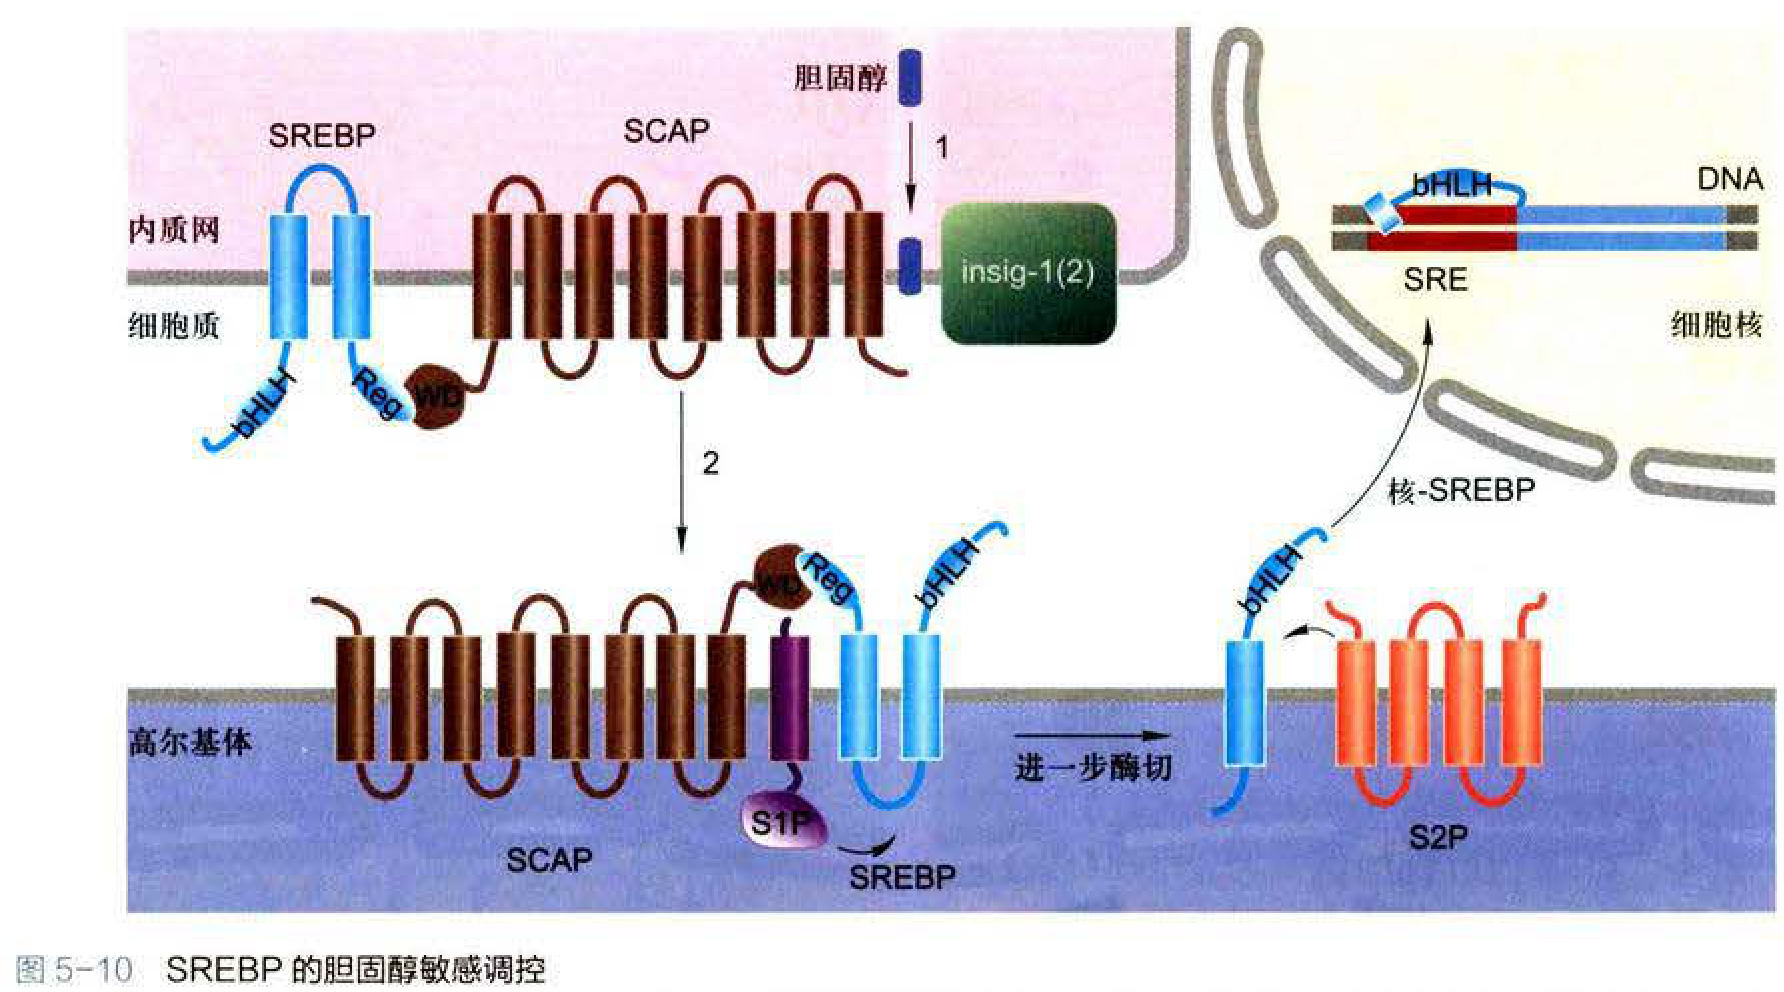 胆固醇
SREBP
SCAP
1
bHLH
DNA
内质网
insig-1(2)
SRE
细胞质
细胞核
bHLH
Reg
WD
2
核-SREBP
WD
Reg
bHLH
bHLH
高尔基体
进一步酶切
S1P
S2P
SCAP
SREBP
图 5-10 SREBP 的胆固醇敏感调控